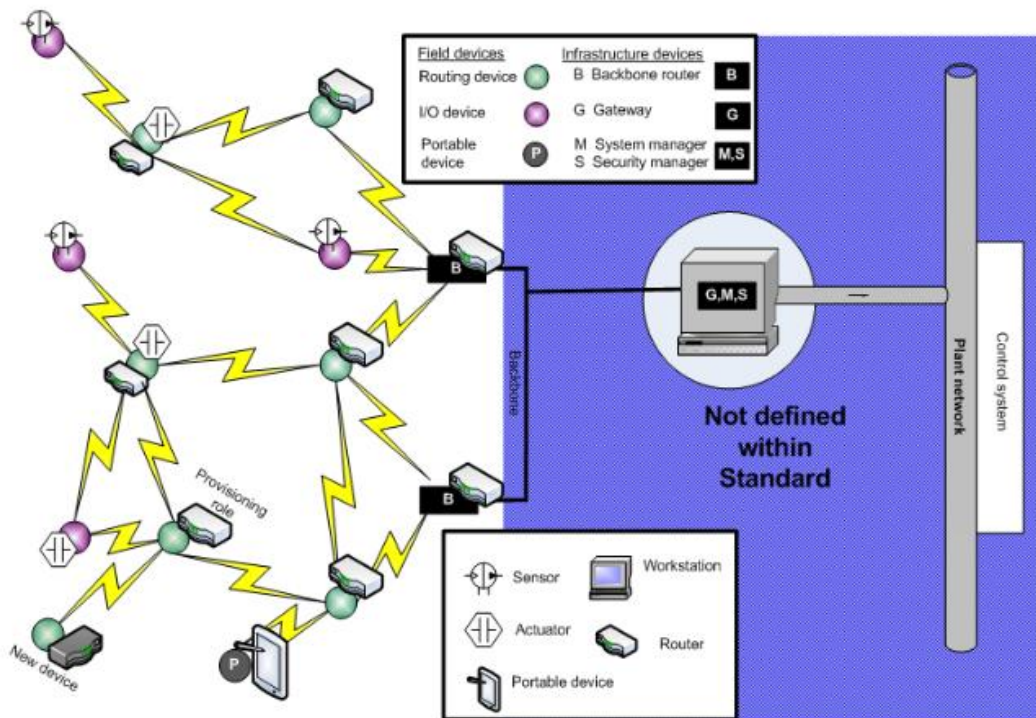 Field devices
Infrastructure devices
Routing device
B Backbone router
B
I/O device
G Gateway
G
Portable
device
P
M System manager
S Security manager
M,S
B
G,M,S
Backbone
Plant network
Control system
Not defined
within
Standard
Provisioning
role
B
New device
P
Sensor
Workstation
Actuator
Router
Portable device